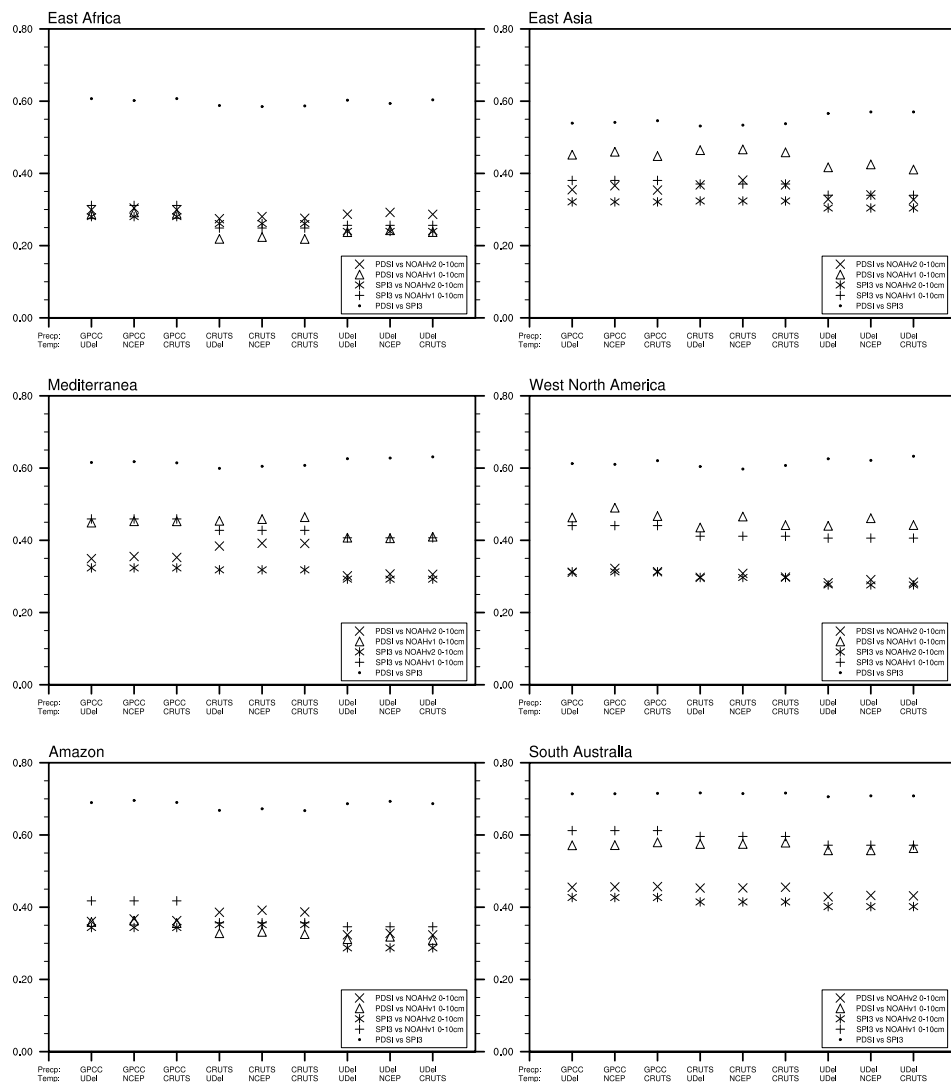 East Africa
0.80
0.60
0.40
0.20
0.00
PDSI vs NOAHv2 0-10cm
PDSI vs NOAHv1 0-10cm
SPI3 vs NOAHv2 0-10cm
SPI3 vs NOAHv1 0-10cm
PDSI vs SPI3
Precp: GPCC GPCC GPCC CRUTS CRUTS CRUTS UDel UDel UDel
Temp: UDel NCEP CRUTS UDel NCEP CRUTS UDel NCEP CRUTS
East Asia
0.80
0.60
0.40
0.20
0.00
PDSI vs NOAHv2 0-10cm
PDSI vs NOAHv1 0-10cm
SPI3 vs NOAHv2 0-10cm
SPI3 vs NOAHv1 0-10cm
PDSI vs SPI3
Precp: GPCC GPCC GPCC CRUTS CRUTS CRUTS UDel UDel UDel
Temp: UDel NCEP CRUTS UDel NCEP CRUTS UDel NCEP CRUTS
Mediterranea
0.80
0.60
0.40
0.20
0.00
PDSI vs NOAHv2 0-10cm
PDSI vs NOAHv1 0-10cm
SPI3 vs NOAHv2 0-10cm
SPI3 vs NOAHv1 0-10cm
PDSI vs SPI3
Precp: GPCC GPCC GPCC CRUTS CRUTS CRUTS UDel UDel UDel
Temp: UDel NCEP CRUTS UDel NCEP CRUTS UDel NCEP CRUTS
West North America
0.80
0.60
0.40
0.20
0.00
PDSI vs NOAHv2 0-10cm
PDSI vs NOAHv1 0-10cm
SPI3 vs NOAHv2 0-10cm
SPI3 vs NOAHv1 0-10cm
PDSI vs SPI3
Precp: GPCC GPCC GPCC CRUTS CRUTS CRUTS UDel UDel UDel
Temp: UDel NCEP CRUTS UDel NCEP CRUTS UDel NCEP CRUTS
Amazon
0.80
0.60
0.40
0.20
0.00
PDSI vs NOAHv2 0-10cm
PDSI vs NOAHv1 0-10cm
SPI3 vs NOAHv2 0-10cm
SPI3 vs NOAHv1 0-10cm
PDSI vs SPI3
Precp: GPCC GPCC GPCC CRUTS CRUTS CRUTS UDel UDel UDel
Temp: UDel NCEP CRUTS UDel NCEP CRUTS UDel NCEP CRUTS
South Australla
0.80
0.60
0.40
0.20
0.00
PDSI vs NOAHv2 0-10cm
PDSI vs NOAHv1 0-10cm
SPI3 vs NOAHv2 0-10cm
SPI3 vs NOAHv1 0-10cm
PDSI vs SPI3
Precp: GPCC GPCC GPCC CRUTS CRUTS CRUTS UDel UDel UDel
Temp: UDel NCEP CRUTS UDel NCEP CRUTS UDel NCEP CRUTS